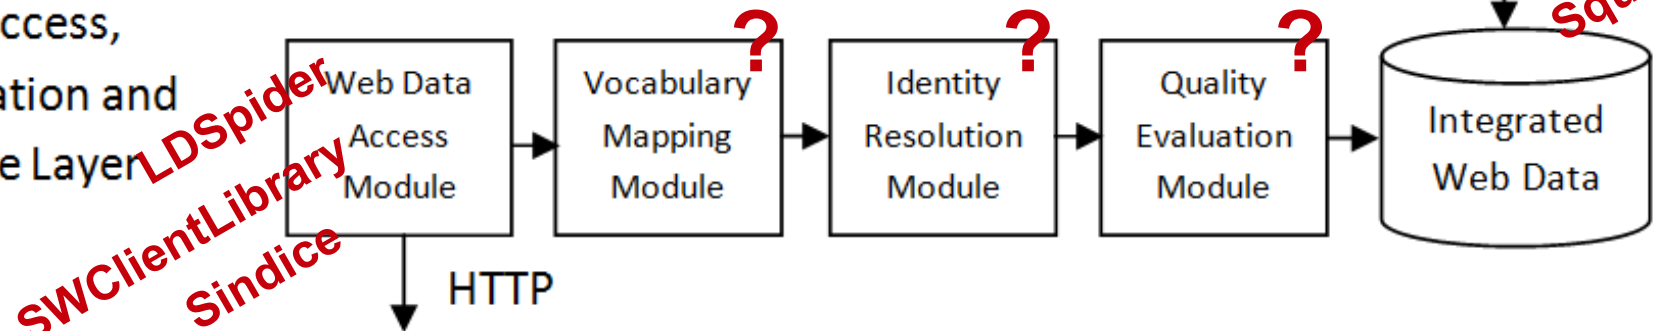 ccess,
ation and
e Layer
LDSpider
SWClientLibrary
Sindice
Web Data
Access
Module
HTTP
?
Vocabulary
Mapping
Module
?
Identity
Resolution
Module
?
Quality
Evaluation
Module
Integrated
Web Data
Squ